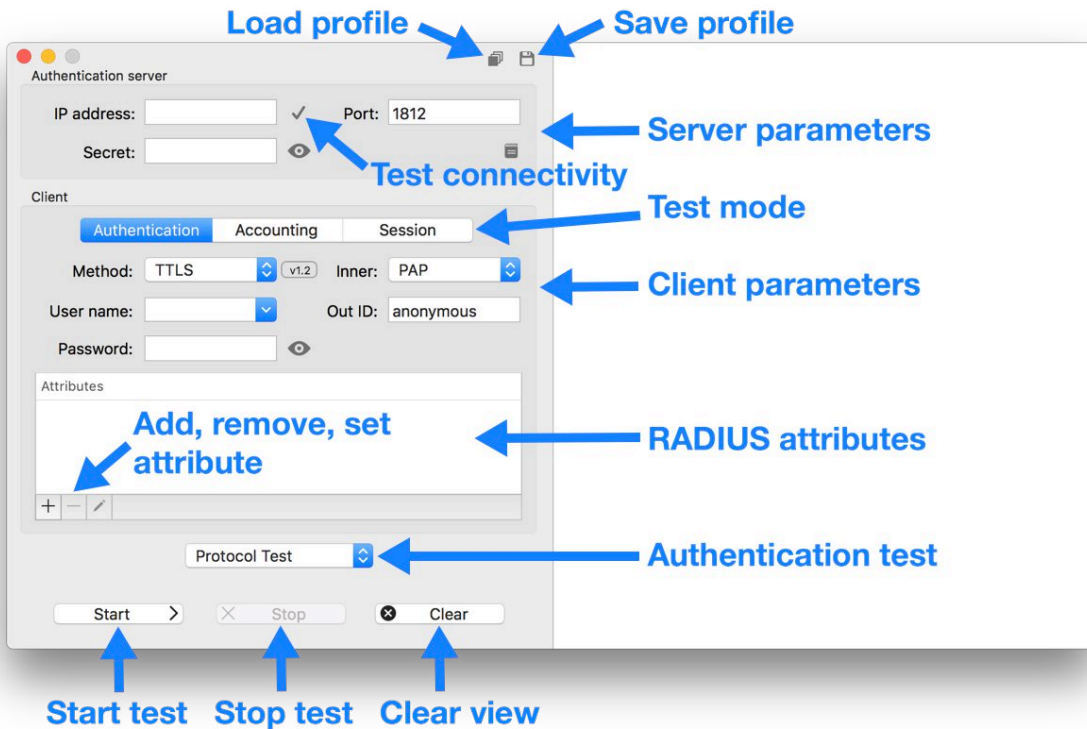 Load profile
Save profile
Authentication server
IP address:
Port: 1812
Server parameters
Secret:
Test connectivity
Client
Test mode
Authentication Accounting Session
Method: TTLS v1.2 Inner: PAP
Client parameters
User name:
Out ID: anonymous
Password:
Attributes
Add, remove, set
attribute
RADIUS attributes
Protocol Test
Authentication test
Start
Stop
Clear
Start test
Stop test
Clear view